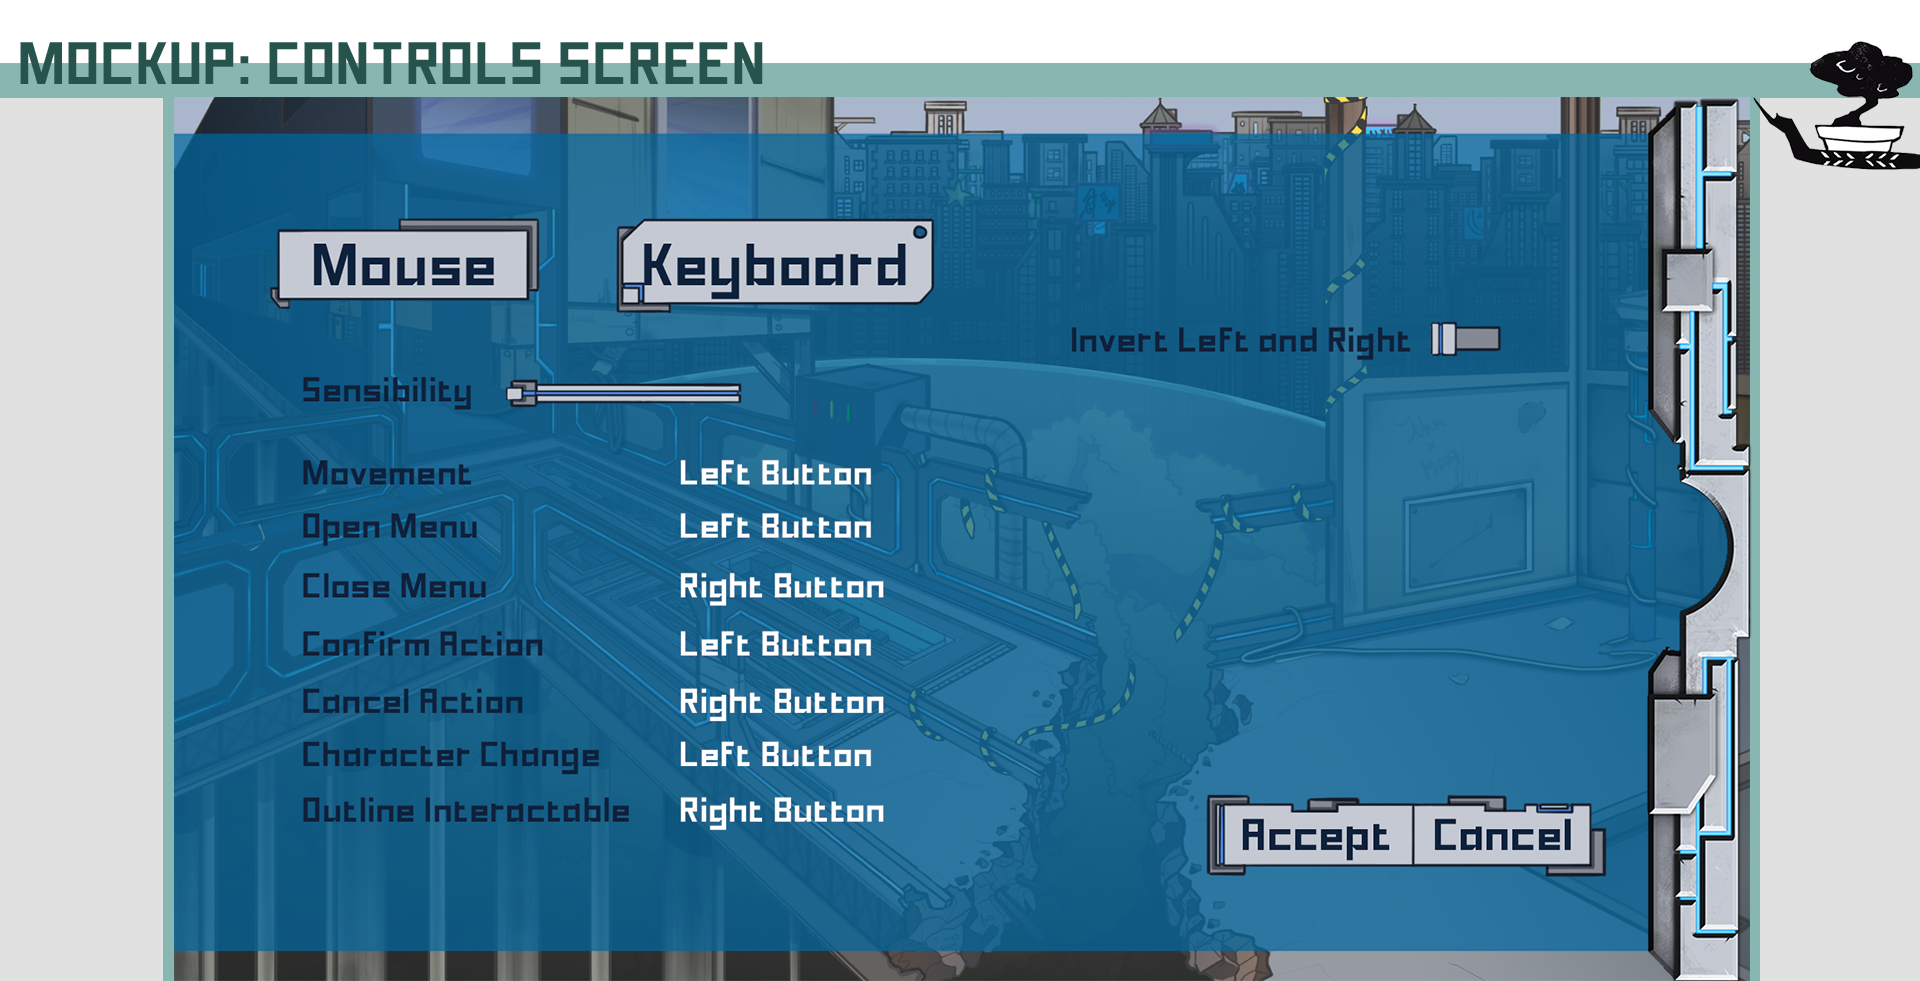 MOCKUP: CONTROLS SCREEN
Mouse
Keyboard
Invert Left and Right
Sensibility
Movement Left Button
Open Menu Left Button
Close Menu Right Button
Confirm Action Left Button
Cancel Action Right Button
Character Change Left Button
Outline Interactable Right Button
Accept
Cancel